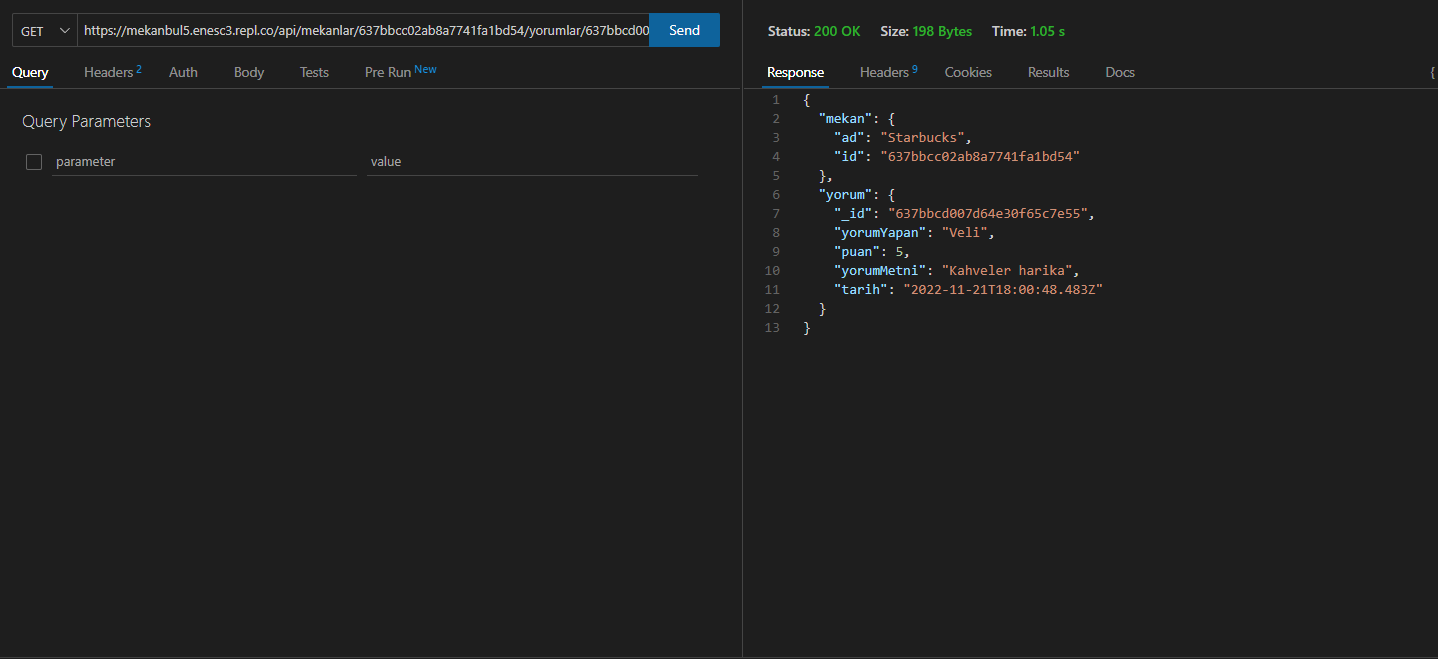 GET https://mekanbul5.enesc3.repl.co/api/mekanlar/637bbcc02ab8a7741fa1bd54/yorumlar/637bbcd00 Send
Query Headers 2 Auth Body Tests Pre Run New
Query Parameters
parameter value
Status: 200 OK Size: 198 Bytes Time: 1.05 s
Response Headers 9 Cookies Results Docs {
1 {
2 "mekan": {
3 "ad": "Starbucks",
4 "id": "637bbcc02ab8a7741fa1bd54"
5 },
6 "yorum": {
7 "_id": "637bbcd007d64e30f65c7e55",
8 "yorumYapan": "Veli",
9 "puan": 5,
10 "yorumMetni": "Kahveler harika",
11 "tarih": "2022-11-21T18:00:48.483Z"
12 }
13 }